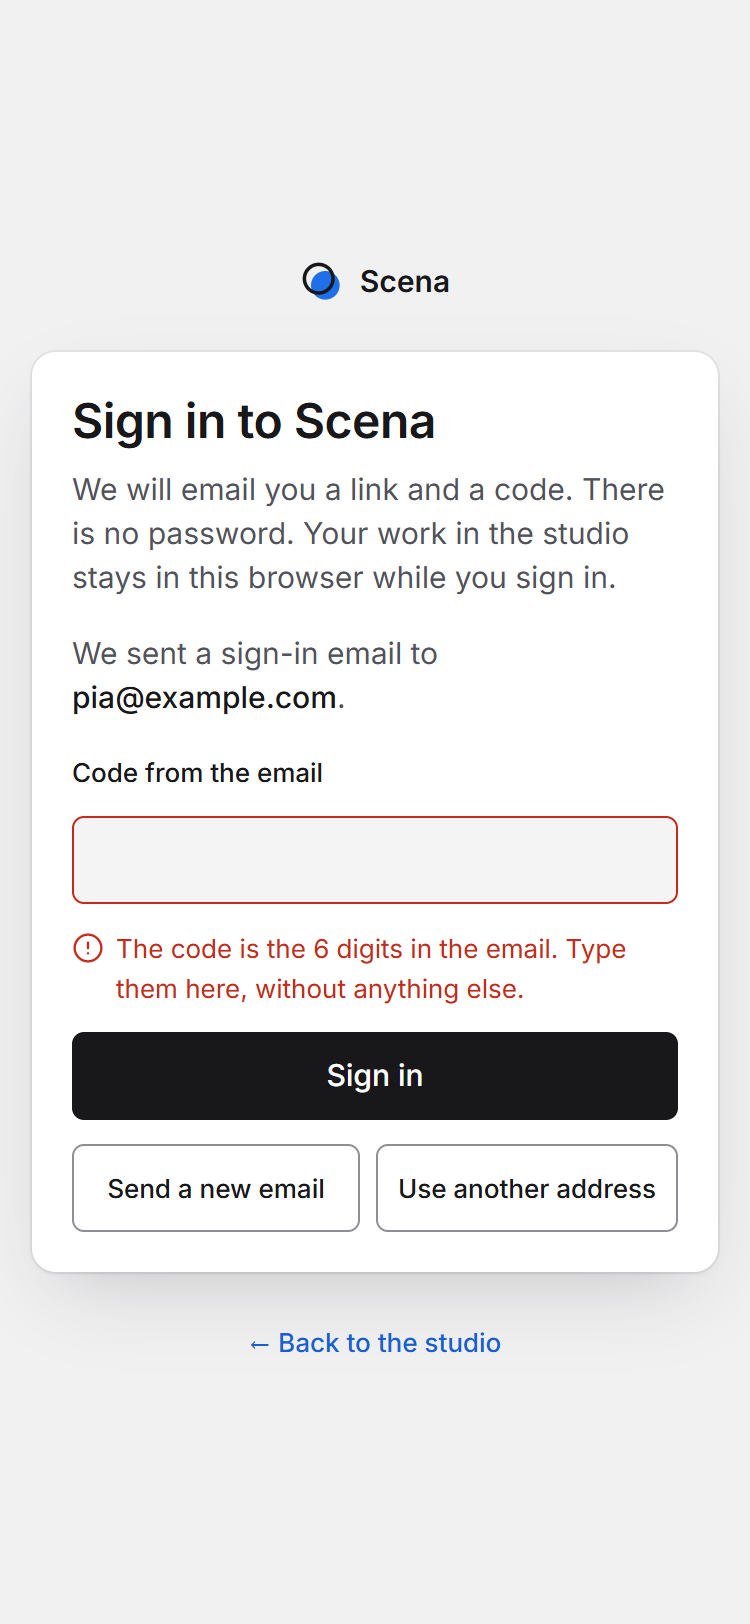 Scena
Sign in to Scena
We will email you a link and a code. There
is no password. Your work in the studio
stays in this browser while you sign in.
We sent a sign-in email to
pia@example.com.
Code from the email
The code is the 6 digits in the email. Type
them here, without anything else.
Sign in
Send a new email
Use another address
← Back to the studio